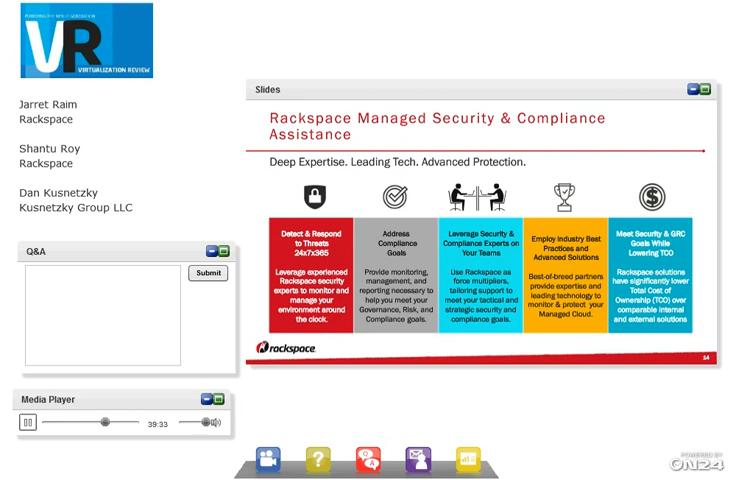 VR
VIRTUALIZATION REVIEW
Jarret Raim
Rackspace
Shantu Roy
Rackspace
Dan Kusnetzky
Kusnetzky Group LLC
Q&A
Submit
Media Player
39:33
Slides
Rackspace Managed Security & Compliance
Assistance
Deep Expertise. Leading Tech. Advanced Protection.
Detect & Respond
to Threats
24x7x365
Leverage experienced
Rackspace security
experts to monitor and
manage your
environment around
the clock.
Address
Compliance
Goals
Provide monitoring,
management, and
reporting necessary to
help you meet your
Governance, Risk, and
Compliance goals.
Leverage Security &
Compliance Experts on
Your Teams
Use Rackspace as
force multipliers,
tailoring support to
meet your tactical and
strategic security and
compliance goals.
Employ Industry Best
Practices and
Advanced Solutions
Best-of-breed partners
provide expertise and
leading technology to
monitor & protect your
Managed Cloud.
Meet Security & GRC
Goals While
Lowering TCO
Rackspace solutions
have significantly lower
Total Cost of
Ownership (TCO) over
comparable internal
and external solutions
rackspace
14
?
Q
A
POWERED BY
ON24